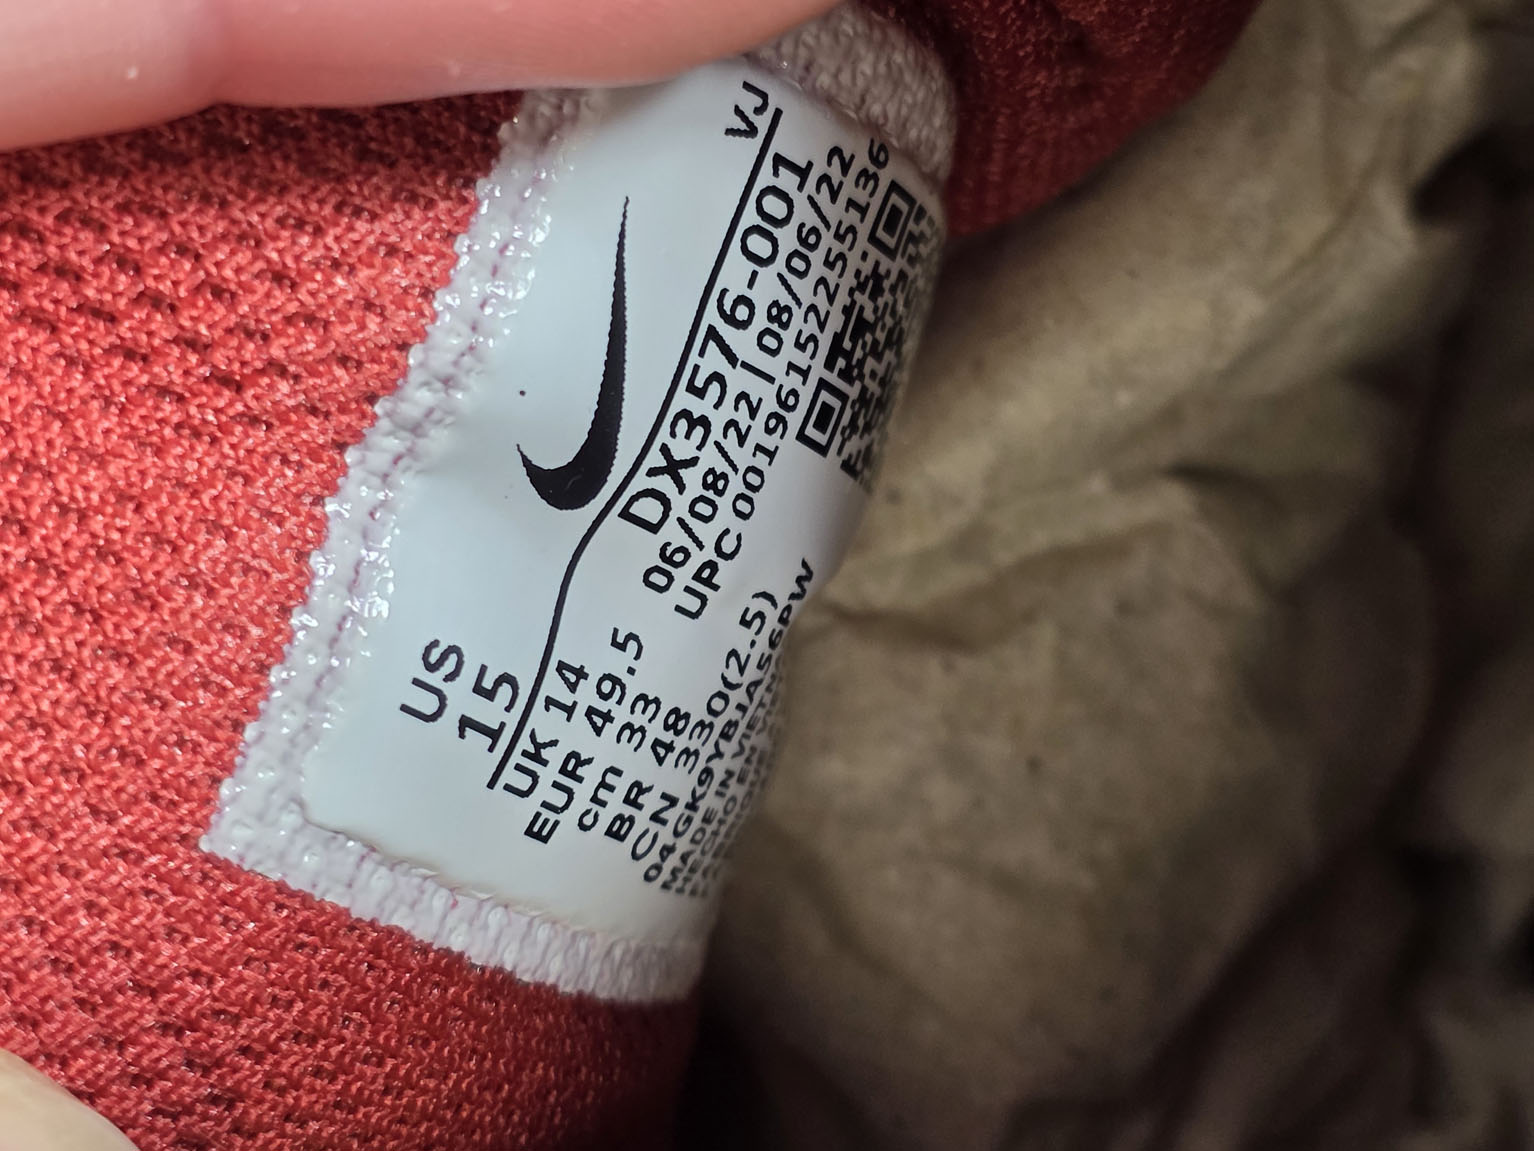 VJ
US
15
DX3576-001
06/08/22 | 08/06/22
UPC 00196152255136
UK 14
EUR 49.5
cm 33
BR 48
CN 330(2.5)
MADE IN